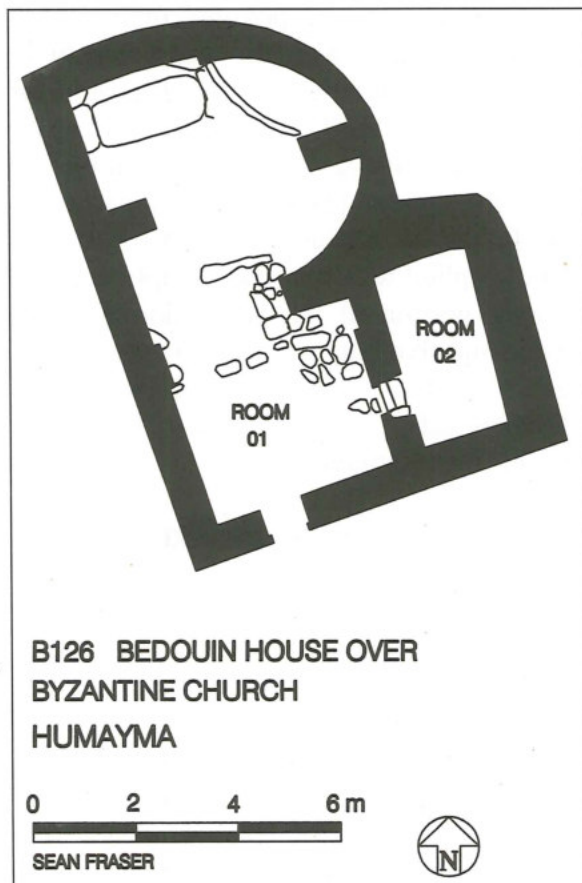 ROOM
02
ROOM
01
B126 BEDOUIN HOUSE OVER
BYZANTINE CHURCH
HUMAYMA
0 2 4 6 m
SEAN FRASER
N